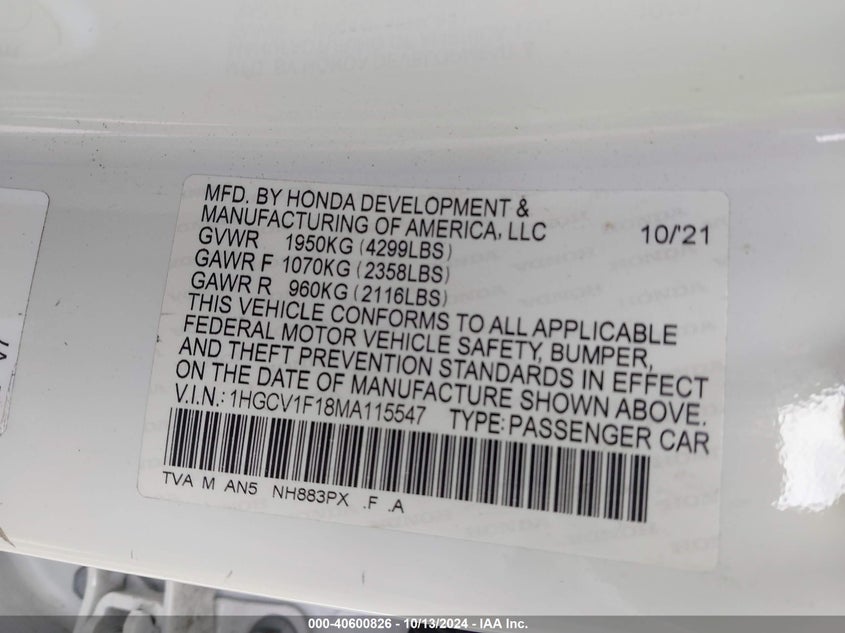 MFD. BY HONDA DEVELOPMENT &
MANUFACTURING OF AMERICA, LLC 10/'21
GVWR 1950KG (4299LBS)
GAWR F 1070KG (2358LBS)
GAWR R 960KG (2116LBS)
THIS VEHICLE CONFORMS TO ALL APPLICABLE
FEDERAL MOTOR VEHICLE SAFETY, BUMPER,
AND THEFT PREVENTION STANDARDS IN EFFECT
ON THE DATE OF MANUFACTURE SHOWN ABOVE.
V.I.N.: 1HGCV1F18MA115547 TYPE: PASSENGER CAR
TVA M AN5 NH883PX .F .A
00-40600826 - 10/13/2024 - IAA Inc.